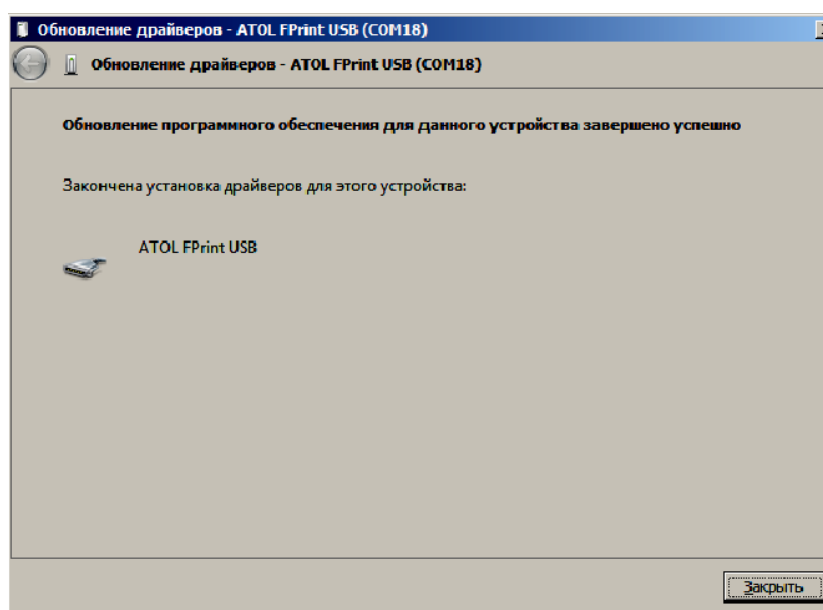 Обновление драйверов - ATOL FPrint USB (COM18)
Обновление драйверов - ATOL FPrint USB (COM18)
Обновление программного обеспечения для данного устройства завершено успешно
Закончена установка драйверов для этого устройства:
ATOL FPrint USB
Закрыть